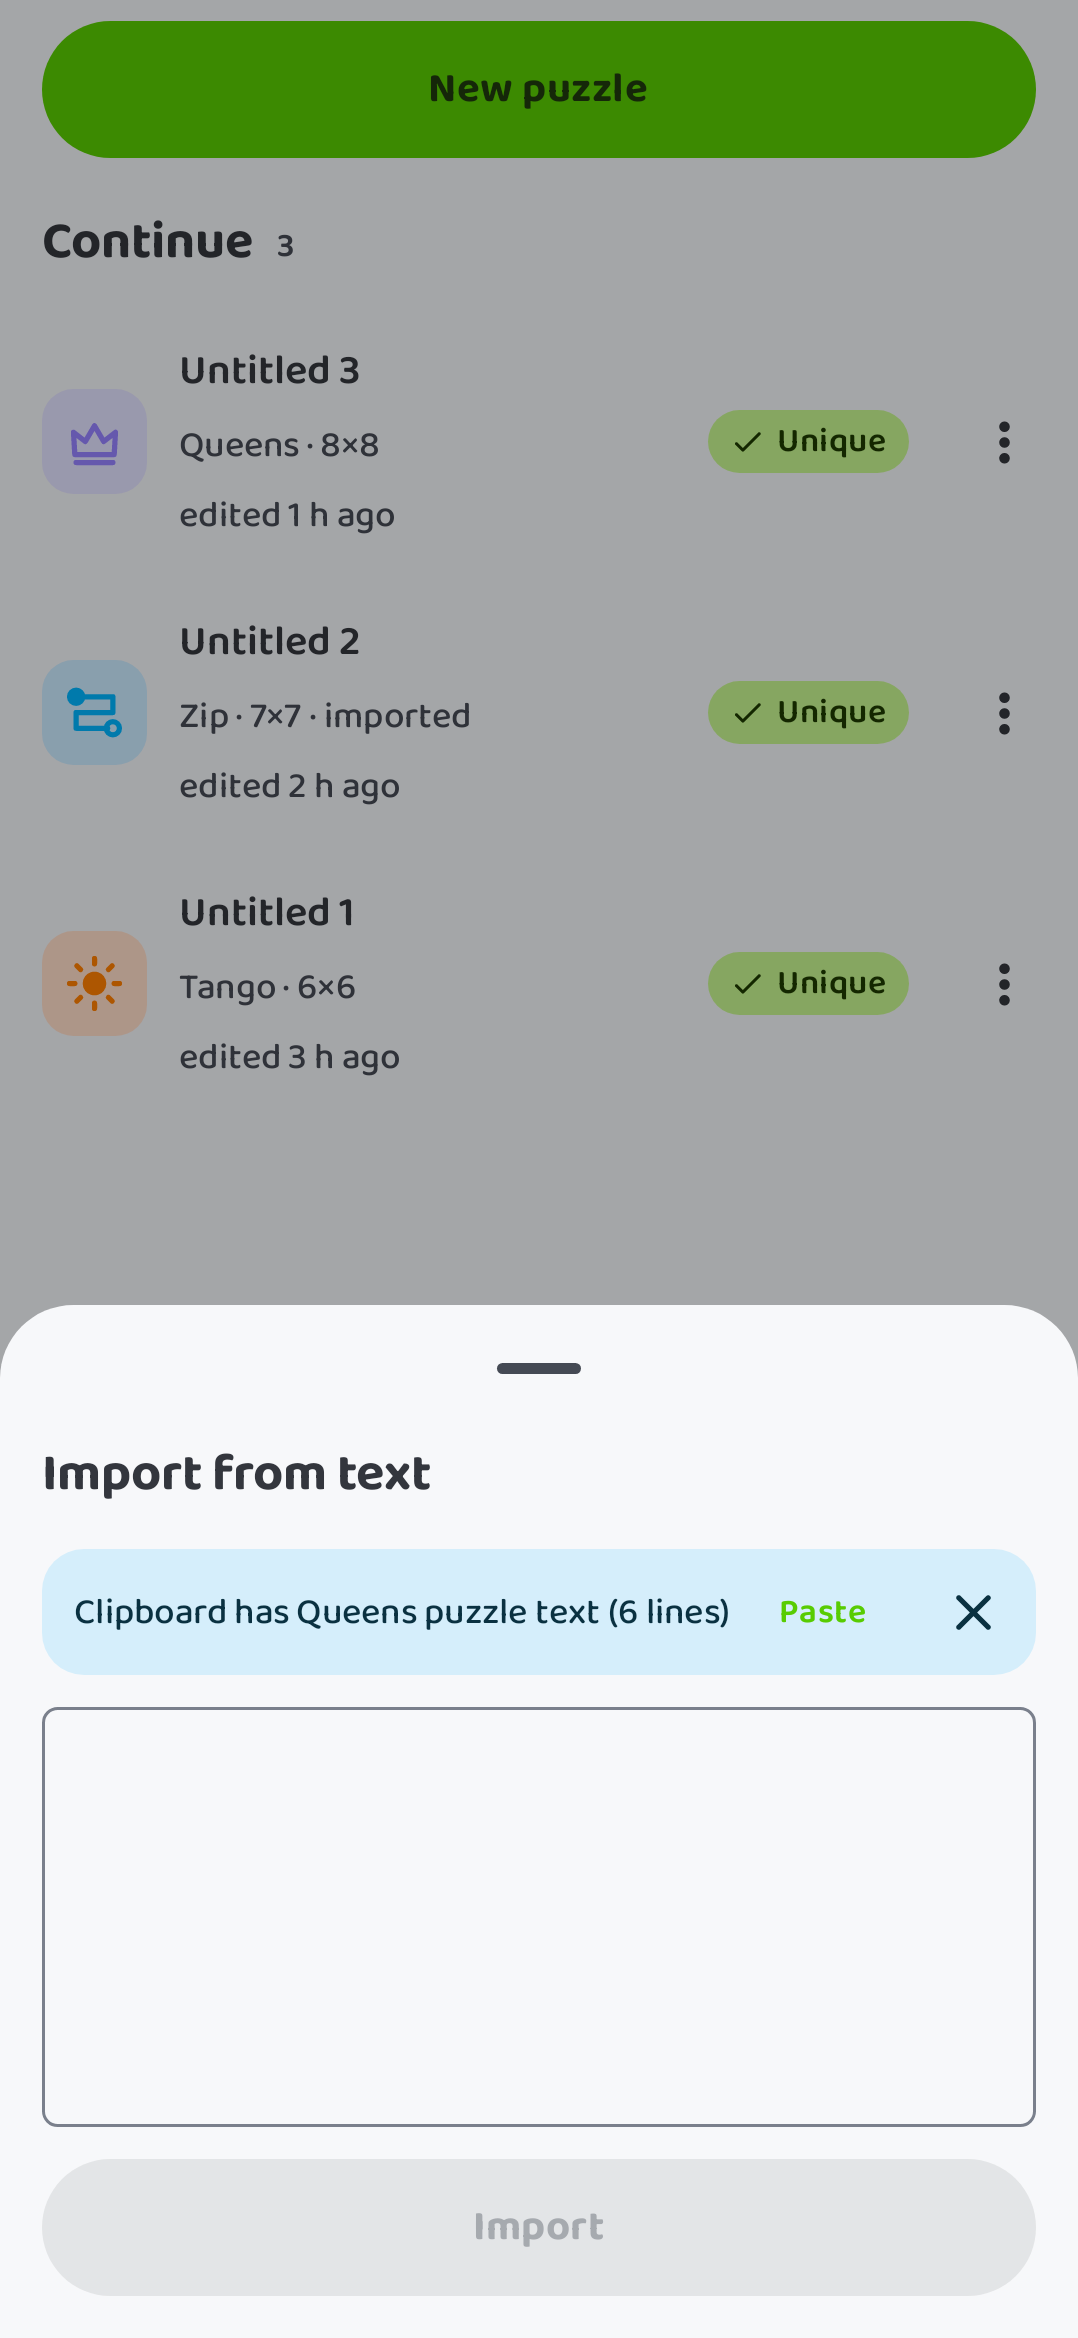 New puzzle
Continue 3
Untitled 3
Queens · 8×8
edited 1 h ago
Unique
Untitled 2
Zip · 7×7 · imported
edited 2 h ago
Unique
Untitled 1
Tango · 6×6
edited 3 h ago
Unique
Import from text
Clipboard has Queens puzzle text (6 lines) Paste
Import